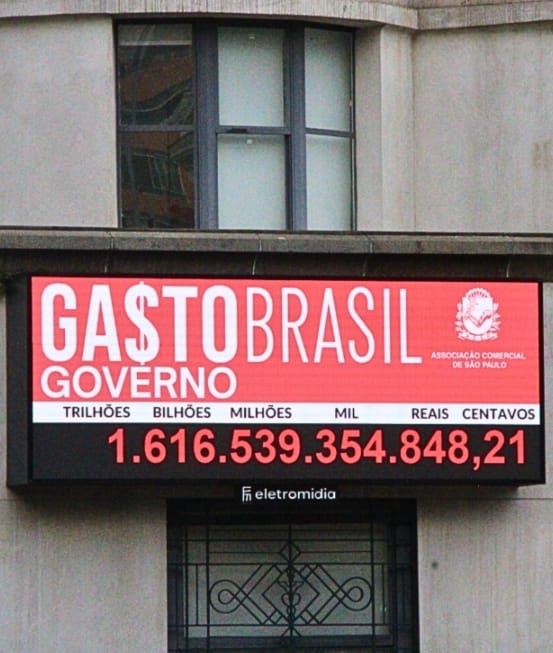 GA$TOBRASIL
GOVERNO
ASSOCIAÇÃO COMERCIAL
DE SÃO PAULO
TRILHÕES BILHÕES MILHÕES MIL REAIS CENTAVOS
1.616.539.354.848,21
eletromidia